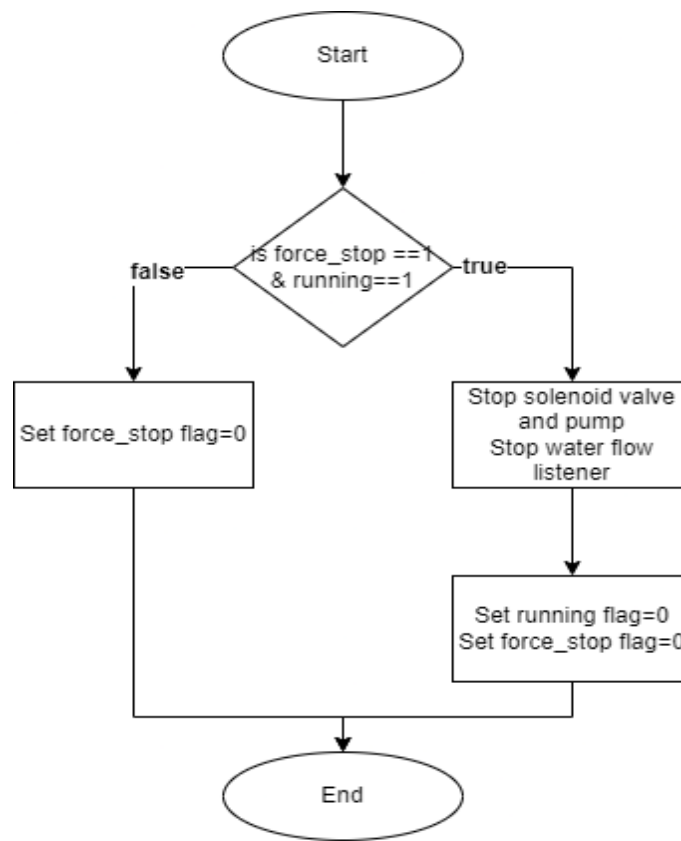 Start
is force_stop ==1
& running==1
false
true
Set force_stop flag=0
Stop solenoid valve
and pump
Stop water flow
listener
Set running flag=0
Set force_stop flag=0
End